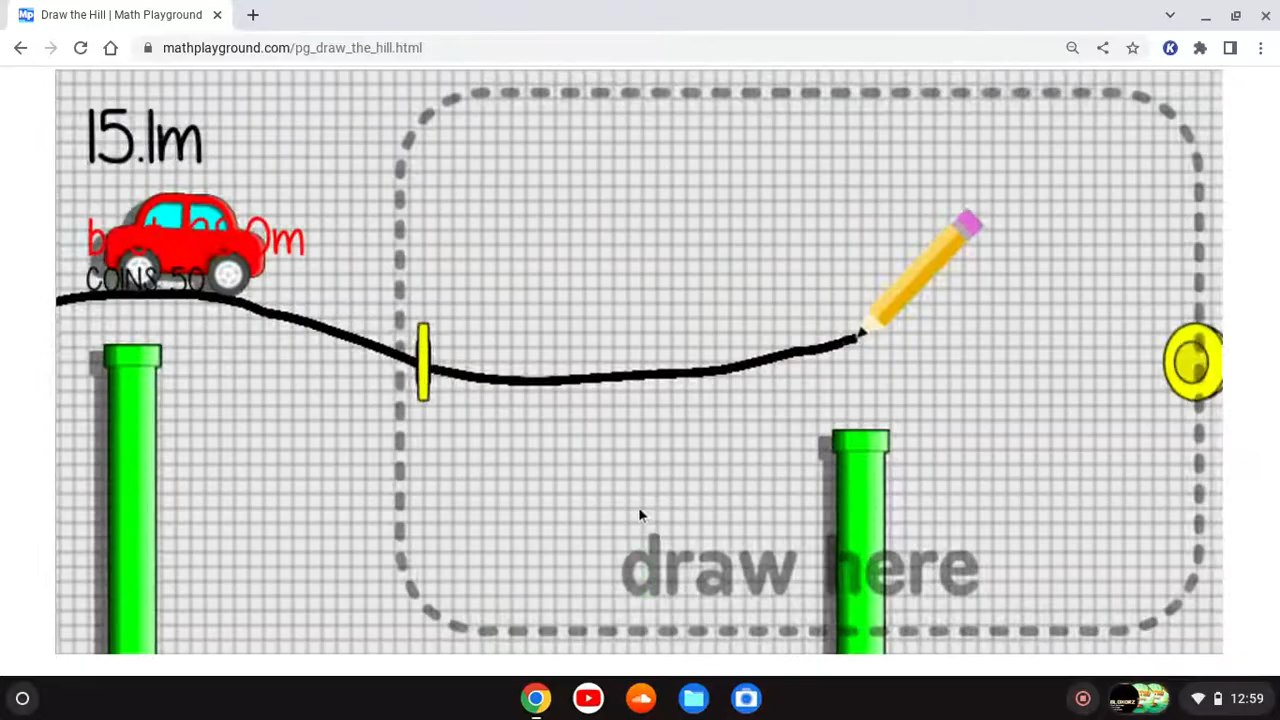 Draw the Hill | Math Playground
mathplayground.com/pg_draw_the_hill.html
15.1m
COINS 50
draw here
12:59